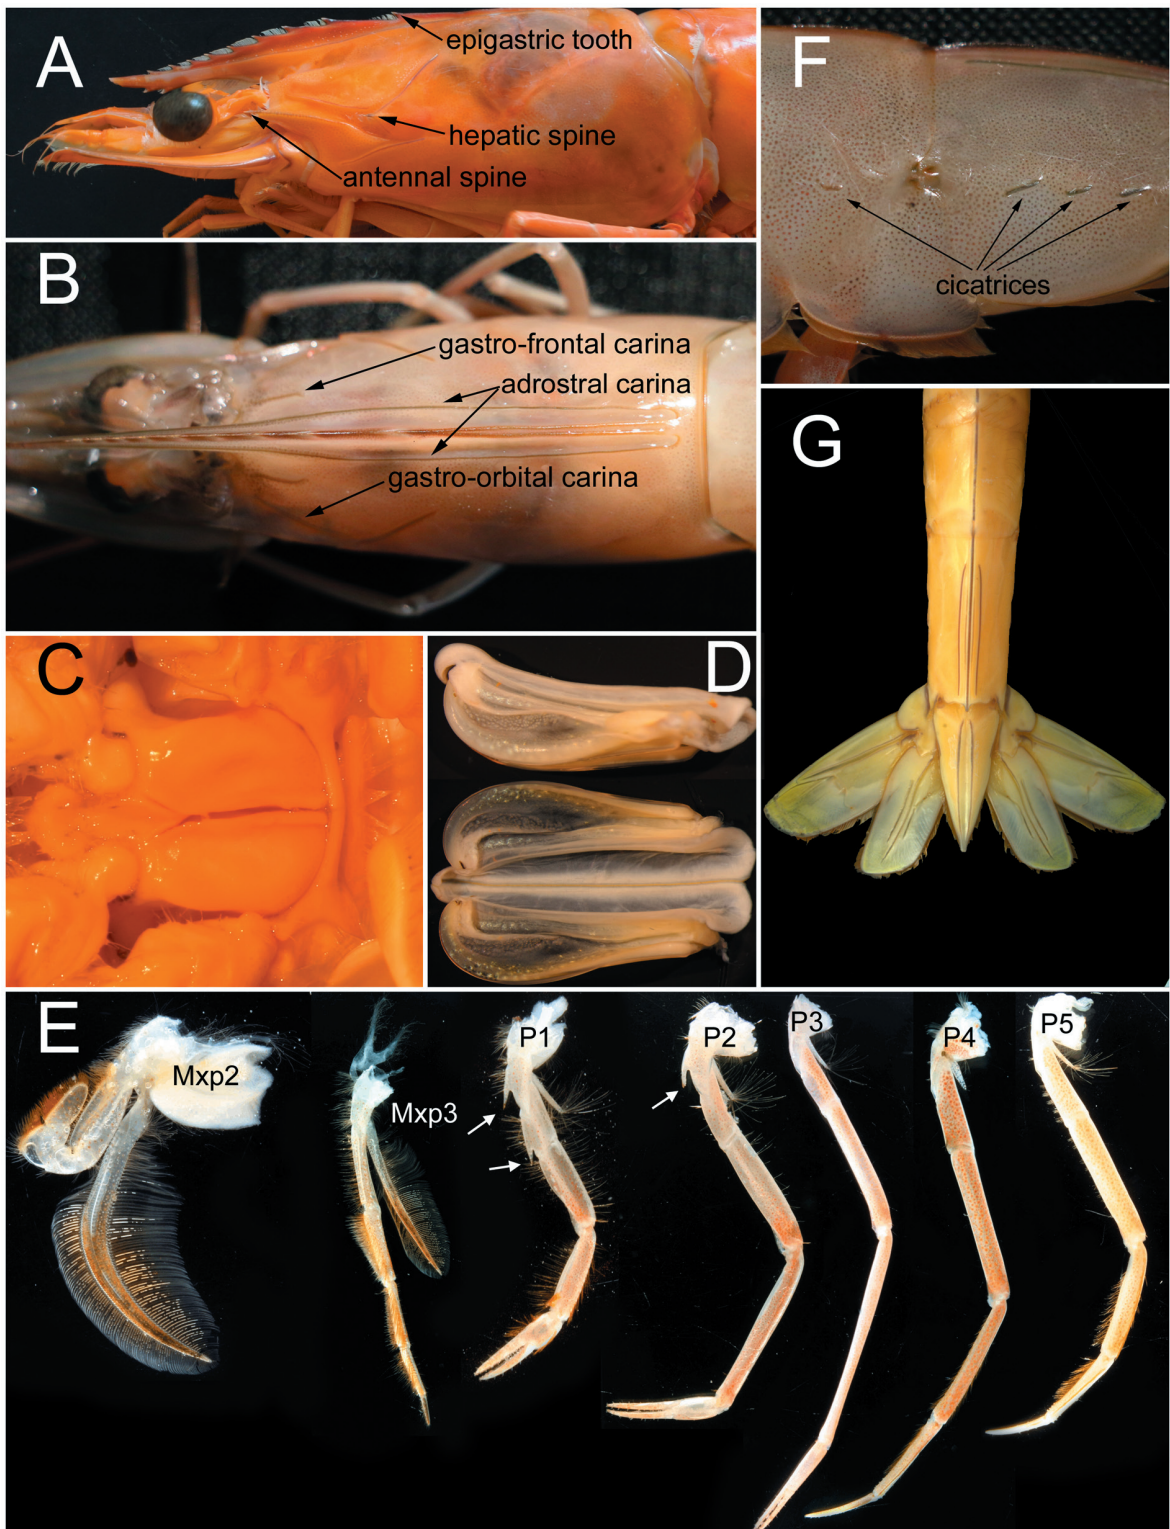 A
epigastric tooth
hepatic spine
antennal spine
B
gastro-frontal carina
adrostral carina
gastro-orbital carina
C
D
E
Mxp2
Mxp3
P1
P2
P3
P4
P5
F
cicatrices
G